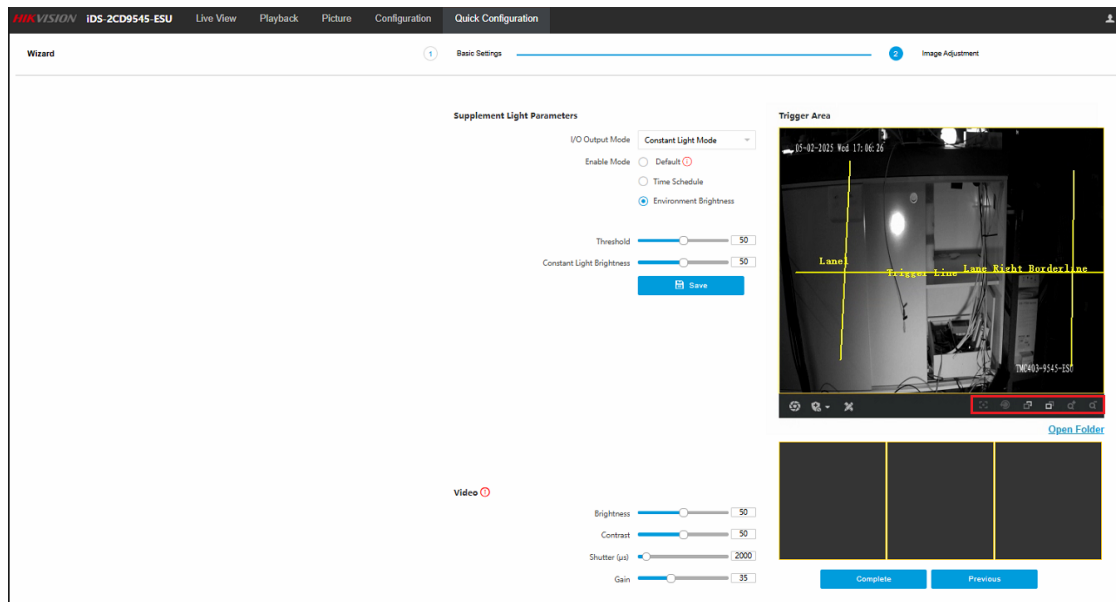 HIKVISION iDS-2CD9545-ESU Live View Playback Picture Configuration Quick Configuration
Wizard 1 Basic Settings 2 Image Adjustment
Supplement Light Parameters
I/O Output Mode Constant Light Mode
Enable Mode Default
Time Schedule
Environment Brightness
Threshold 50
Constant Light Brightness 50
Save
Video
Brightness 50
Contrast 50
Shutter (μs) 2000
Gain 35
Trigger Area
05-02-2025 Wed 17:06:26
Lane1
Trigger Line Lane Right Borderline
TMC403-9545-ESU
Open Folder
Complete Previous